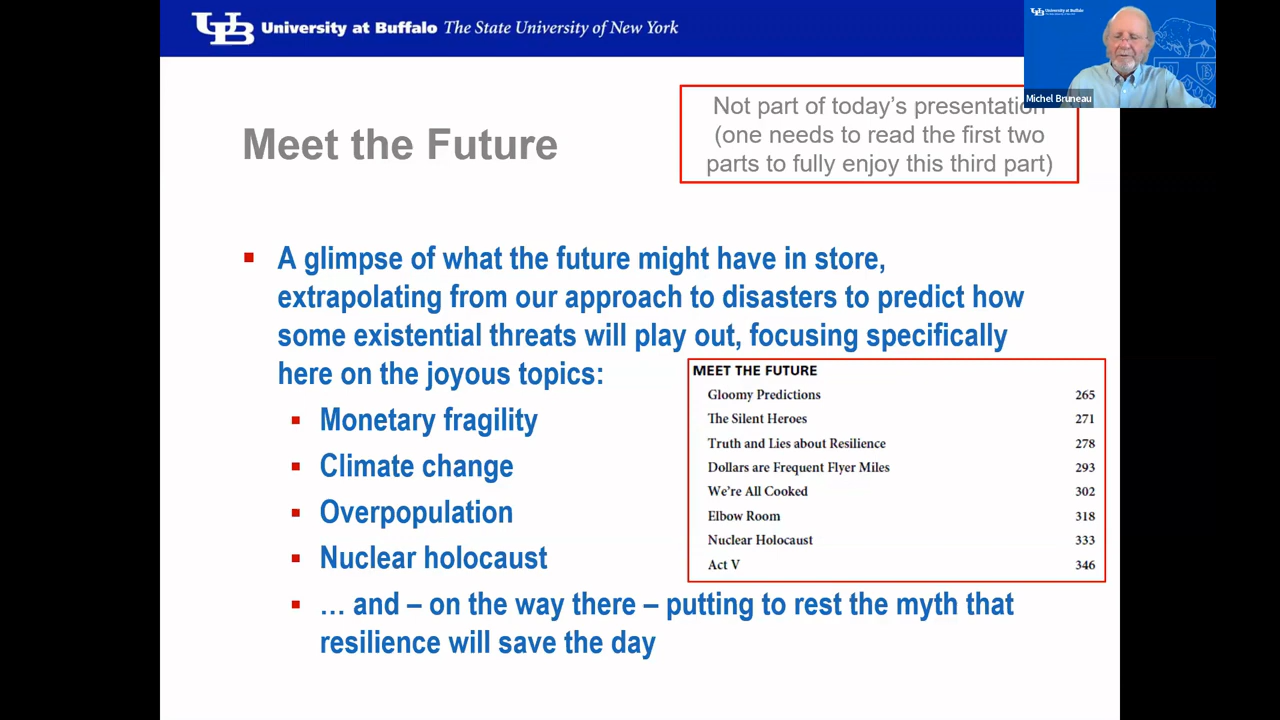 University at Buffalo The State University of New York
University at Buffalo
Michel Bruneau
Not part of today's presentation
(one needs to read the first two
parts to fully enjoy this third part)
Meet the Future
A glimpse of what the future might have in store,
extrapolating from our approach to disasters to predict how
some existential threats will play out, focusing specifically
here on the joyous topics:
Monetary fragility
Climate change
Overpopulation
Nuclear holocaust
… and – on the way there – putting to rest the myth that
resilience will save the day
MEET THE FUTURE
Gloomy Predictions 265
The Silent Heroes 271
Truth and Lies about Resilience 278
Dollars are Frequent Flyer Miles 293
We're All Cooked 302
Elbow Room 318
Nuclear Holocaust 333
Act V 346